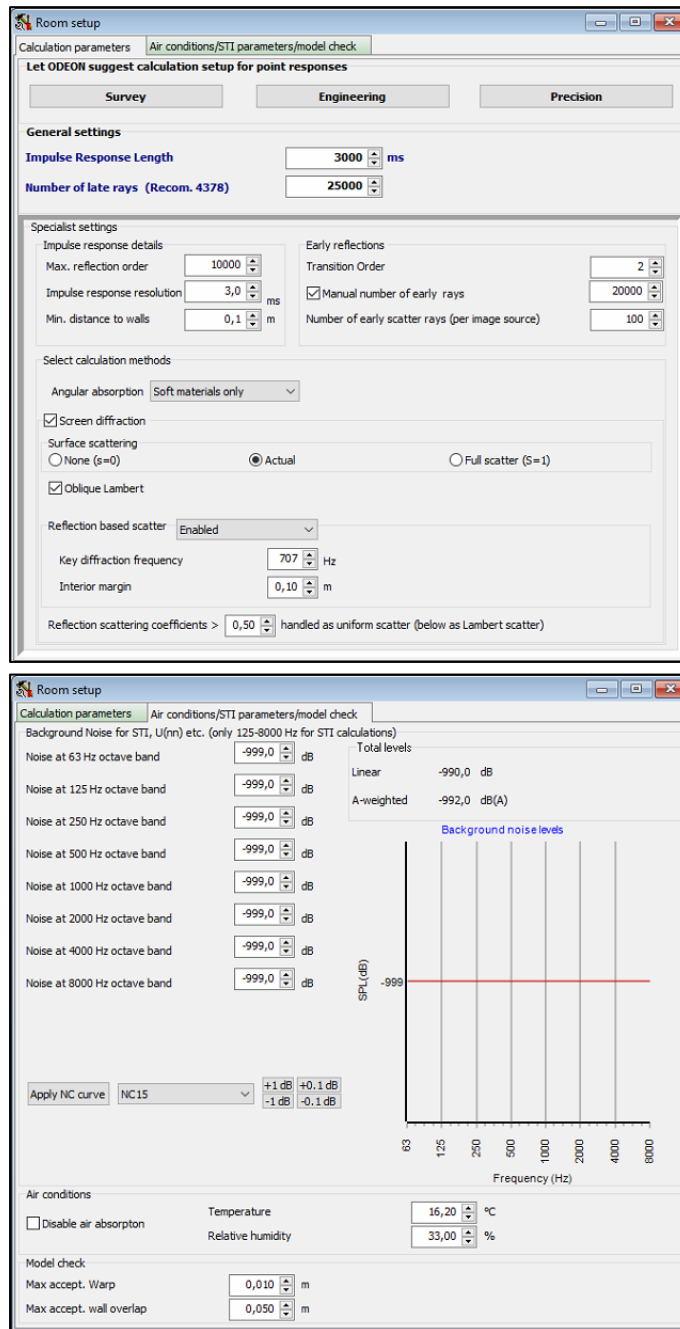 Room setup
Calculation parameters Air conditions/STI parameters/model check
Let ODEON suggest calculation setup for point responses
Survey Engineering Precision
General settings
Impulse Response Length 3000 ms
Number of late rays (Recom. 4378) 25000
Specialist settings
Impulse response details Early reflections
Max. reflection order 10000 Transition Order 2
Impulse response resolution 3,0 ms Manual number of early rays 20000
Min. distance to walls 0,1 m Number of early scatter rays (per image source) 100
Select calculation methods
Angular absorption Soft materials only
Screen diffraction
Surface scattering
None (s=0) Actual Full scatter (S=1)
Oblique Lambert
Reflection based scatter Enabled
Key diffraction frequency 707 Hz
Interior margin 0,10 m
Reflection scattering coefficients > 0,50 handled as uniform scatter (below as Lambert scatter)
Room setup
Calculation parameters Air conditions/STI parameters/model check
Background Noise for STI, U(nn) etc. (only 125-8000 Hz for STI calculations)
Noise at 63 Hz octave band -999,0 dB Total levels
Linear -990,0 dB
Noise at 125 Hz octave band -999,0 dB
A-weighted -992,0 dB(A)
Noise at 250 Hz octave band -999,0 dB
Background noise levels
Noise at 500 Hz octave band -999,0 dB
Noise at 1000 Hz octave band -999,0 dB
Noise at 2000 Hz octave band -999,0 dB
Noise at 4000 Hz octave band -999,0 dB
Noise at 8000 Hz octave band -999,0 dB
SPL(dB)
-999
Apply NC curve NC15 +1 dB +0.1 dB
-1 dB -0.1 dB
63 125 250 500 1000 2000 4000 8000
Frequency (Hz)
Air conditions
Disable air absorpton Temperature 16,20 ºC
Relative humidity 33,00 %
Model check
Max accept. Warp 0,010 m
Max accept. wall overlap 0,050 m